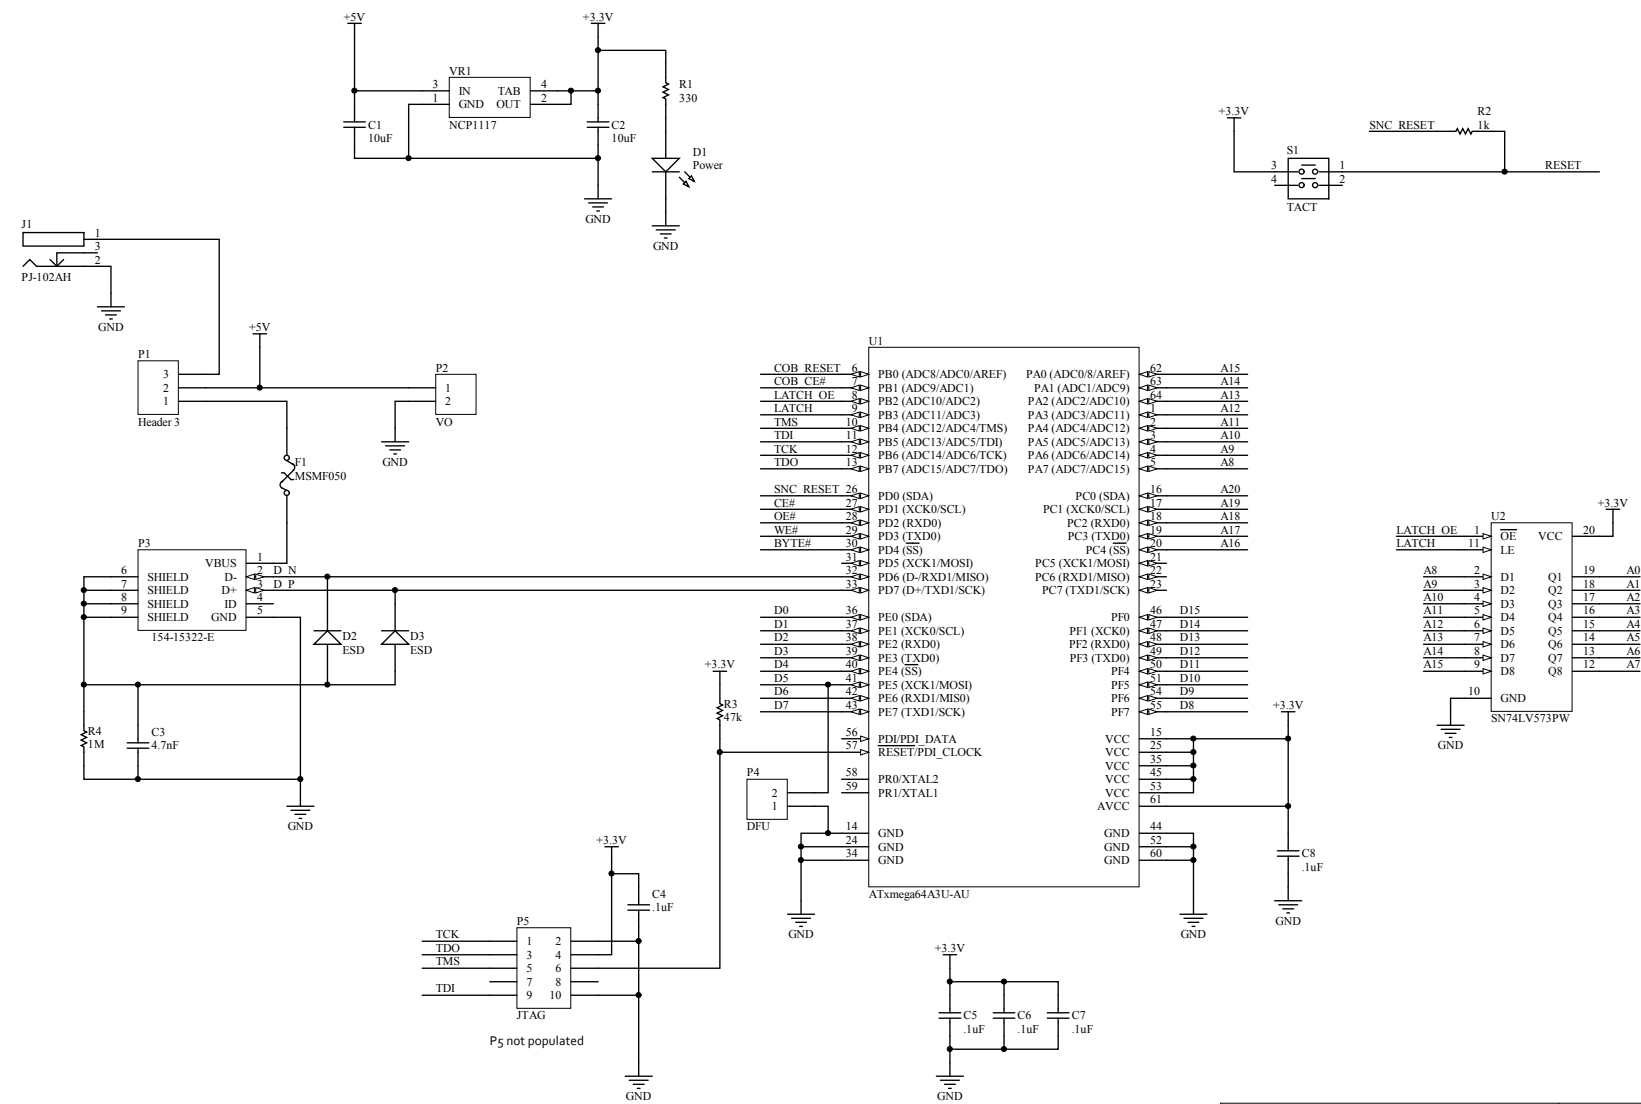 +5V
+3.3V
VR1
3 IN TAB 4
1 GND OUT 2
NCP1117
C1
10uF
C2
10uF
R1
330
D1
Power
GND
GND
+3.3V
R2
SNC_RESET 1k
S1
3 1 RESET
4 2
TACT
J1
1
3
2
PJ-102AH
GND
+5V
P1
3
2
1
Header 3
P2
1
2
VO
GND
F1
MSMF050
P3
VBUS 1
6 SHIELD D- 2 D_N
7 SHIELD D+ 3 D_P
8 SHIELD ID 4
9 SHIELD GND 5
154-15322-E
D2
ESD
D3
ESD
R4
1M
C3
4.7nF
GND
U1
COB_RESET 6 PB0 (ADC8/ADC0/AREF) PA0 (ADC0/8/AREF) 62 A15
COB_CE# 7 PB1 (ADC9/ADC1) PA1 (ADC1/ADC9) 63 A14
LATCH_OE 8 PB2 (ADC10/ADC2) PA2 (ADC2/ADC10) 64 A13
LATCH 9 PB3 (ADC11/ADC3) PA3 (ADC3/ADC11) 1 A12
TMS 10 PB4 (ADC12/ADC4/TMS) PA4 (ADC4/ADC12) 2 A11
TDI 11 PB5 (ADC13/ADC5/TDI) PA5 (ADC5/ADC13) 3 A10
TCK 12 PB6 (ADC14/ADC6/TCK) PA6 (ADC6/ADC14) 4 A9
TDO 13 PB7 (ADC15/ADC7/TDO) PA7 (ADC7/ADC15) 5 A8
SNC_RESET 26 PD0 (SDA) PC0 (SDA) 16 A20
CE# 27 PD1 (XCK0/SCL) PC1 (XCK0/SCL) 17 A19
OE# 28 PD2 (RXD0) PC2 (RXD0) 18 A18
WE# 29 PD3 (TXD0) PC3 (TXD0) 19 A17
BYTE# 30 PD4 (SS) PC4 (SS) 20 A16
31 PD5 (XCK1/MOSI) PC5 (XCK1/MOSI) 21
32 PD6 (D-/RXD1/MISO) PC6 (RXD1/MISO) 22
33 PD7 (D+/TXD1/SCK) PC7 (TXD1/SCK) 23
D0 36 PE0 (SDA) PF0 46 D15
D1 37 PE1 (XCK0/SCL) PF1 (XCK0) 47 D14
D2 38 PE2 (RXD0) PF2 (RXD0) 48 D13
D3 39 PE3 (TXD0) PF3 (TXD0) 49 D12
D4 40 PE4 (SS) PF4 50 D11
D5 41 PE5 (XCK1/MOSI) PF5 51 D10
D6 42 PE6 (RXD1/MIS0) PF6 54 D9
D7 43 PE7 (TXD1/SCK) PF7 55 D8
56 PDI/PDI_DATA VCC 15
57 RESET/PDI_CLOCK VCC 25
VCC 35
58 PR0/XTAL2 VCC 45
59 PR1/XTAL1 VCC 53
AVCC 61
14 GND GND 44
24 GND GND 52
34 GND GND 60
ATxmega64A3U-AU
+3.3V
R3
47k
P4
2
1
DFU
GND
GND
+3.3V
C8
.1uF
GND
U2
+3.3V
LATCH_OE 1 OE VCC 20
LATCH 11 LE
A8 2 D1 Q1 19 A0
A9 3 D2 Q2 18 A1
A10 4 D3 Q3 17 A2
A11 5 D4 Q4 16 A3
A12 6 D5 Q5 15 A4
A13 7 D6 Q6 14 A5
A14 8 D7 Q7 13 A6
A15 9 D8 Q8 12 A7
10 GND
SN74LV573PW
GND
+3.3V
C4
.1uF
P5
TCK 1 2
TDO 3 4
TMS 5 6
7 8
TDI 9 10
JTAG
P5 not populated
GND
+3.3V
C5
.1uF
C6
.1uF
C7
.1uF
GND